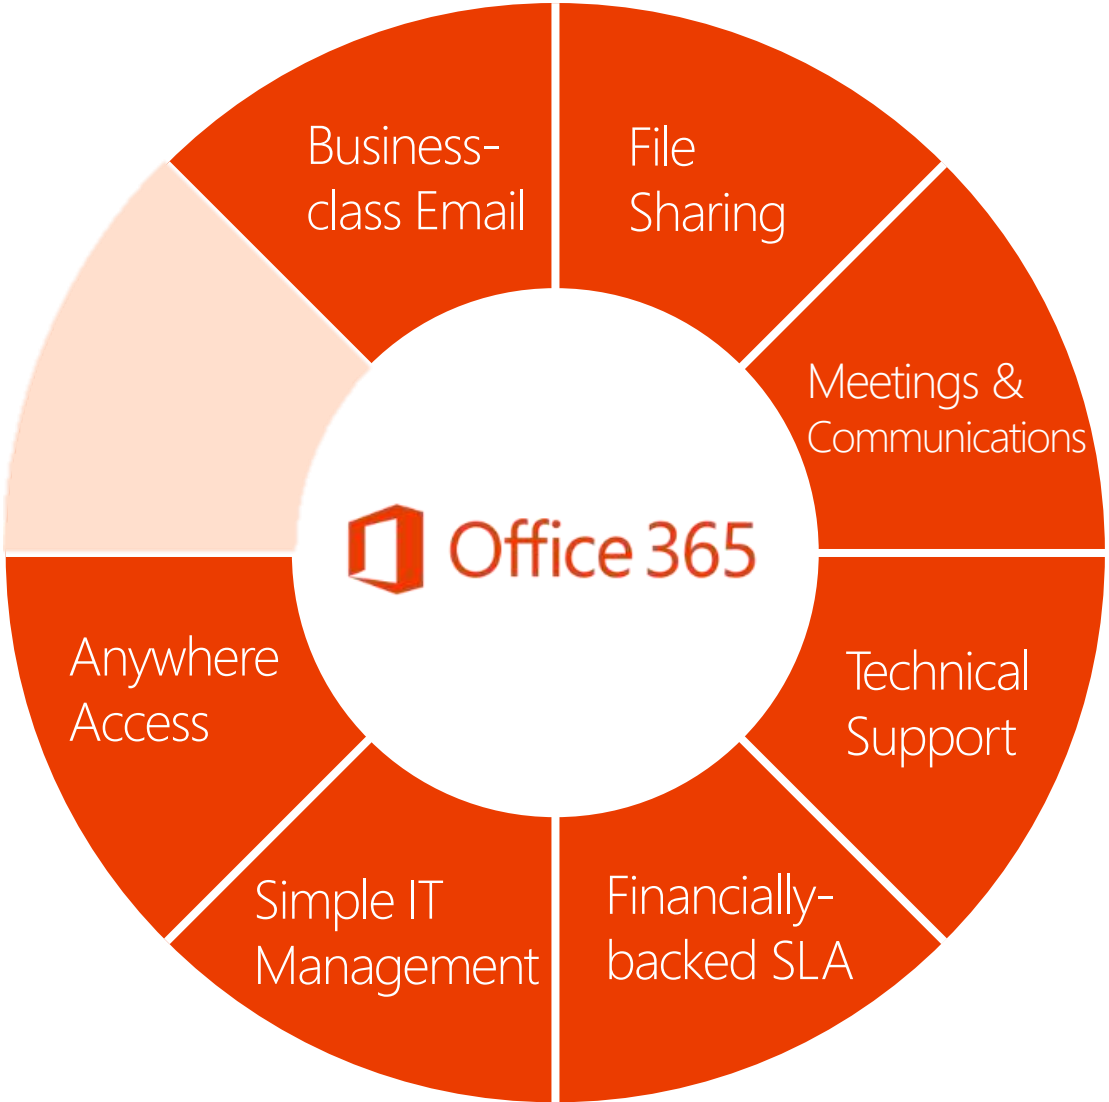 Business-
class Email
File
Sharing
Meetings &
Communications
Office 365
Anywhere
Access
Technical
Support
Simple IT
Management
Financially-
backed SLA